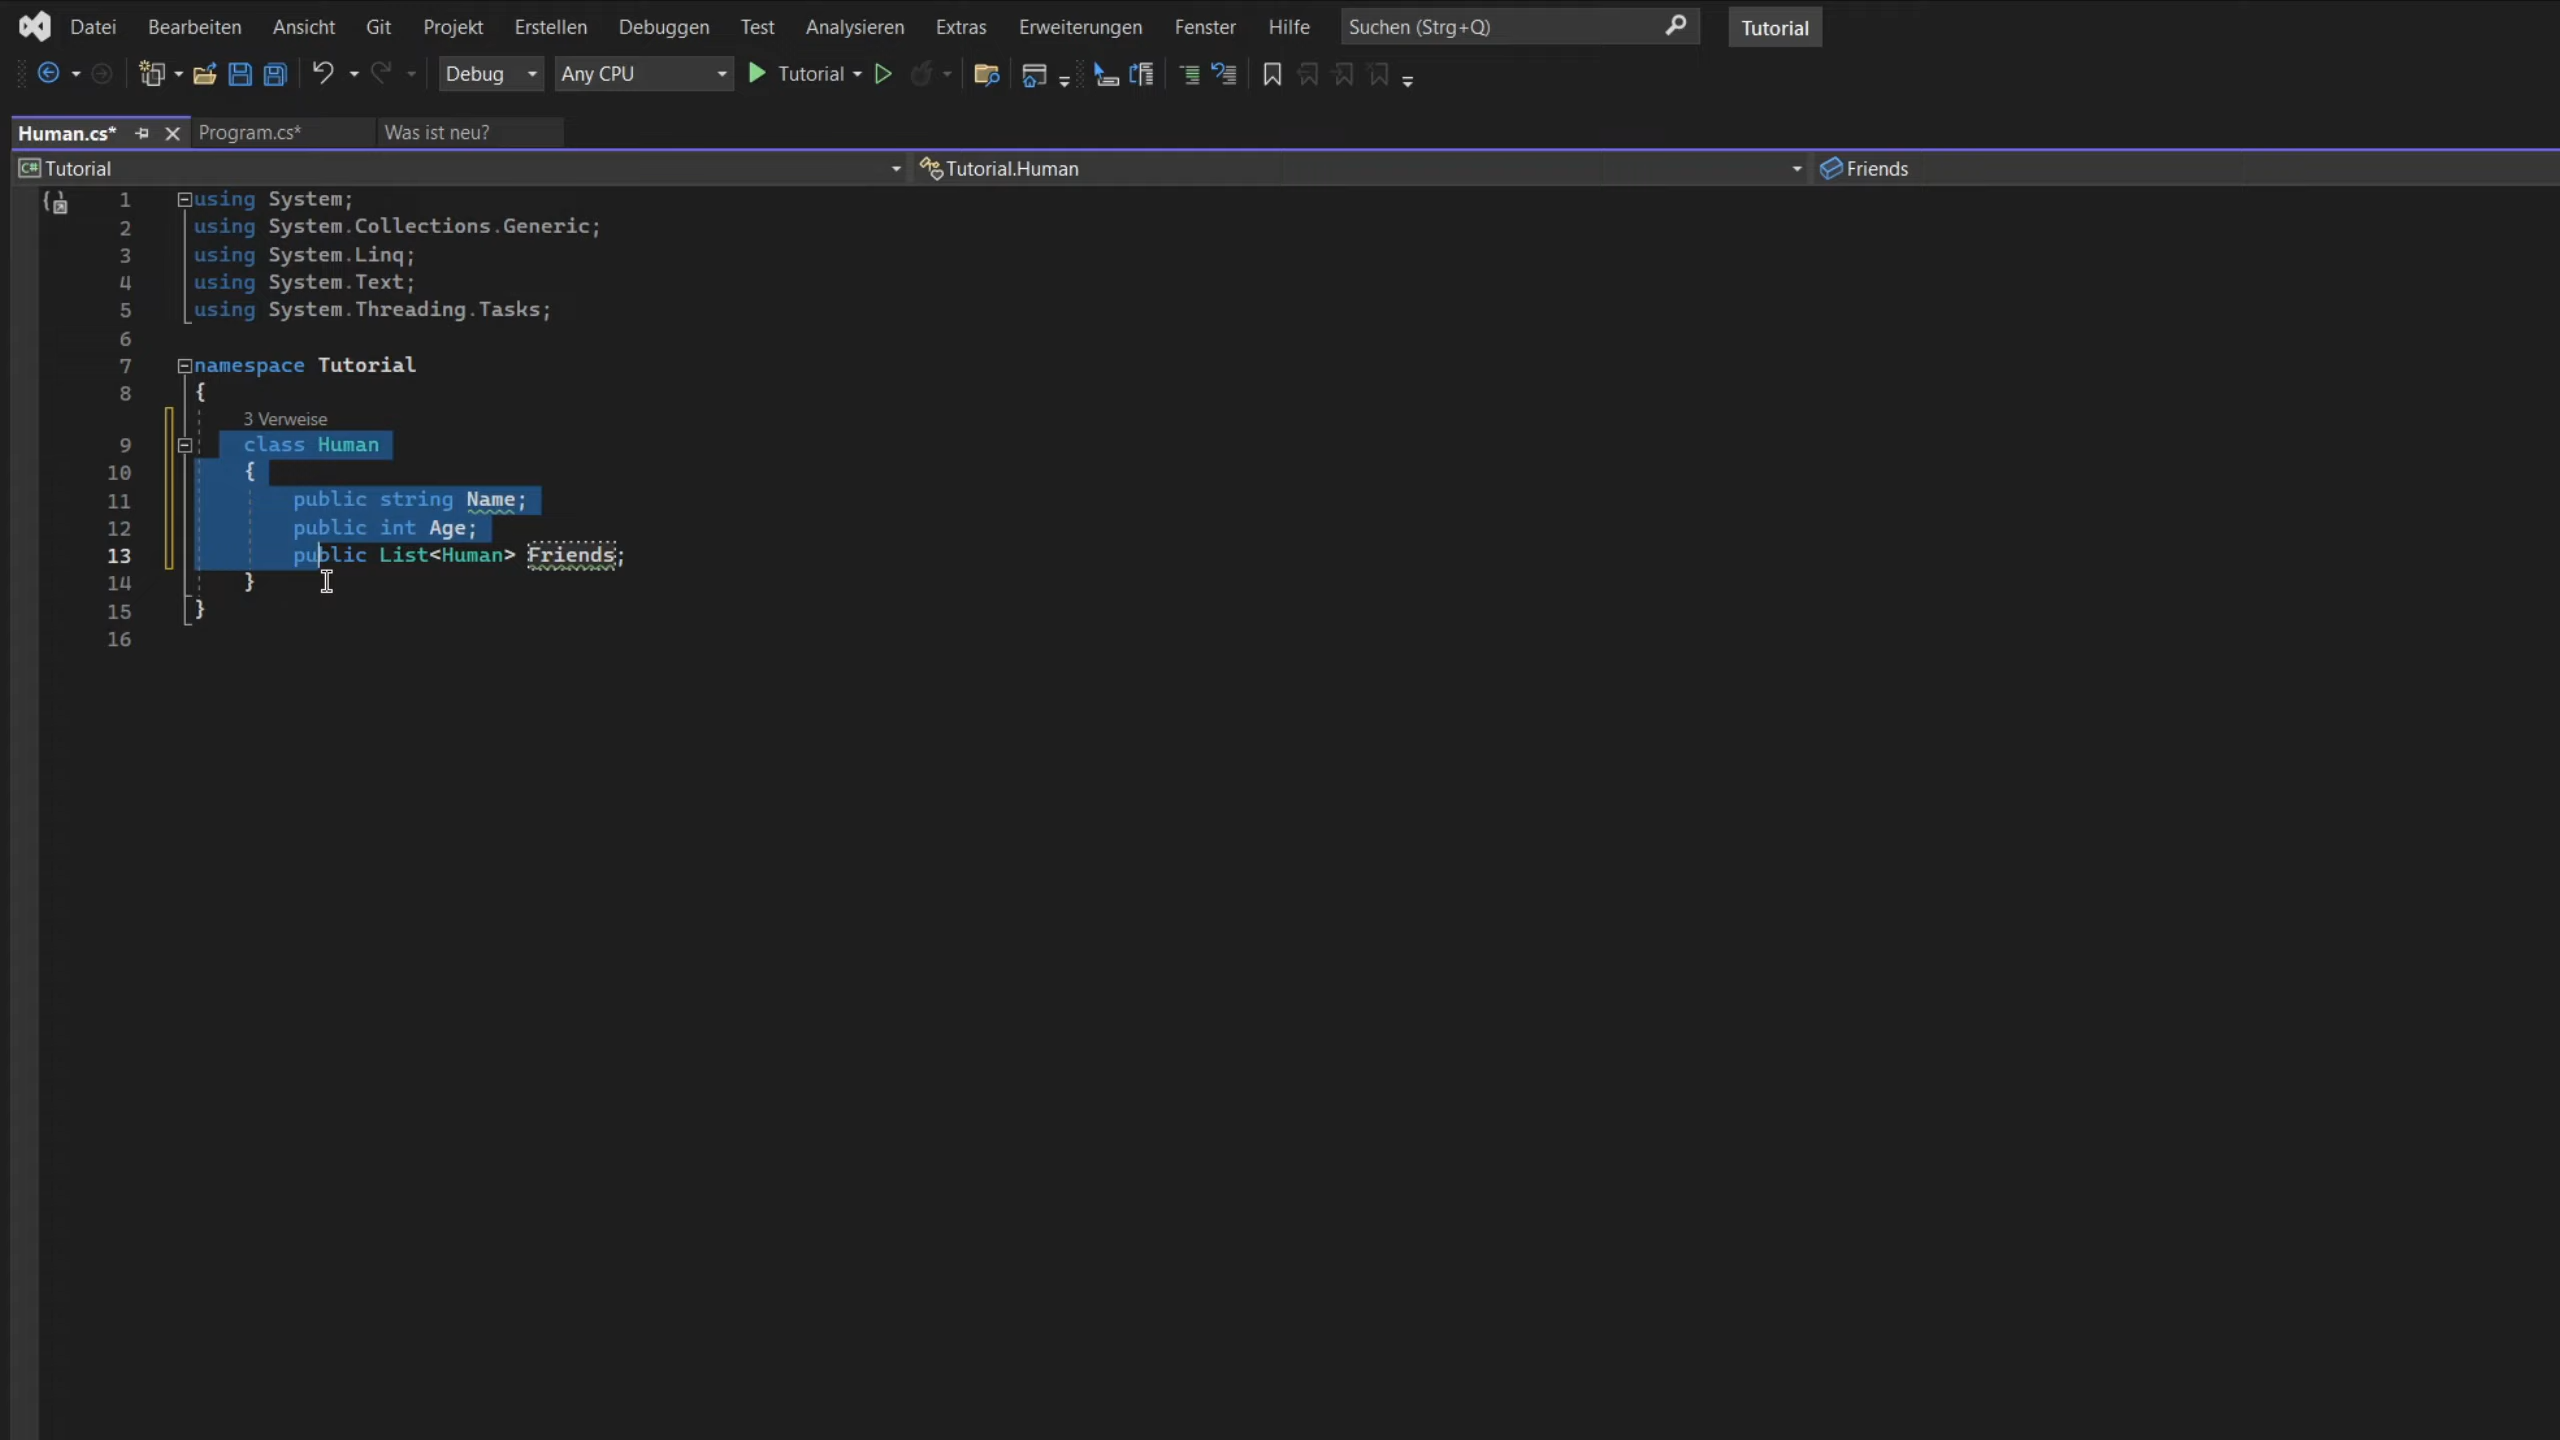 Datei Bearbeiten Ansicht Git Projekt Erstellen Debuggen Test Analysieren Extras Erweiterungen Fenster Hilfe Suchen (Strg+Q) Tutorial
Debug Any CPU Tutorial
Human.cs* Program.cs* Was ist neu?
C# Tutorial Tutorial.Human Friends
1 using System;
2 using System.Collections.Generic;
3 using System.Linq;
4 using System.Text;
5 using System.Threading.Tasks;
6
7 namespace Tutorial
8 {
3 Verweise
9 class Human
10 {
11 public string Name;
12 public int Age;
13 public List<Human> Friends;
14 }
15 }
16